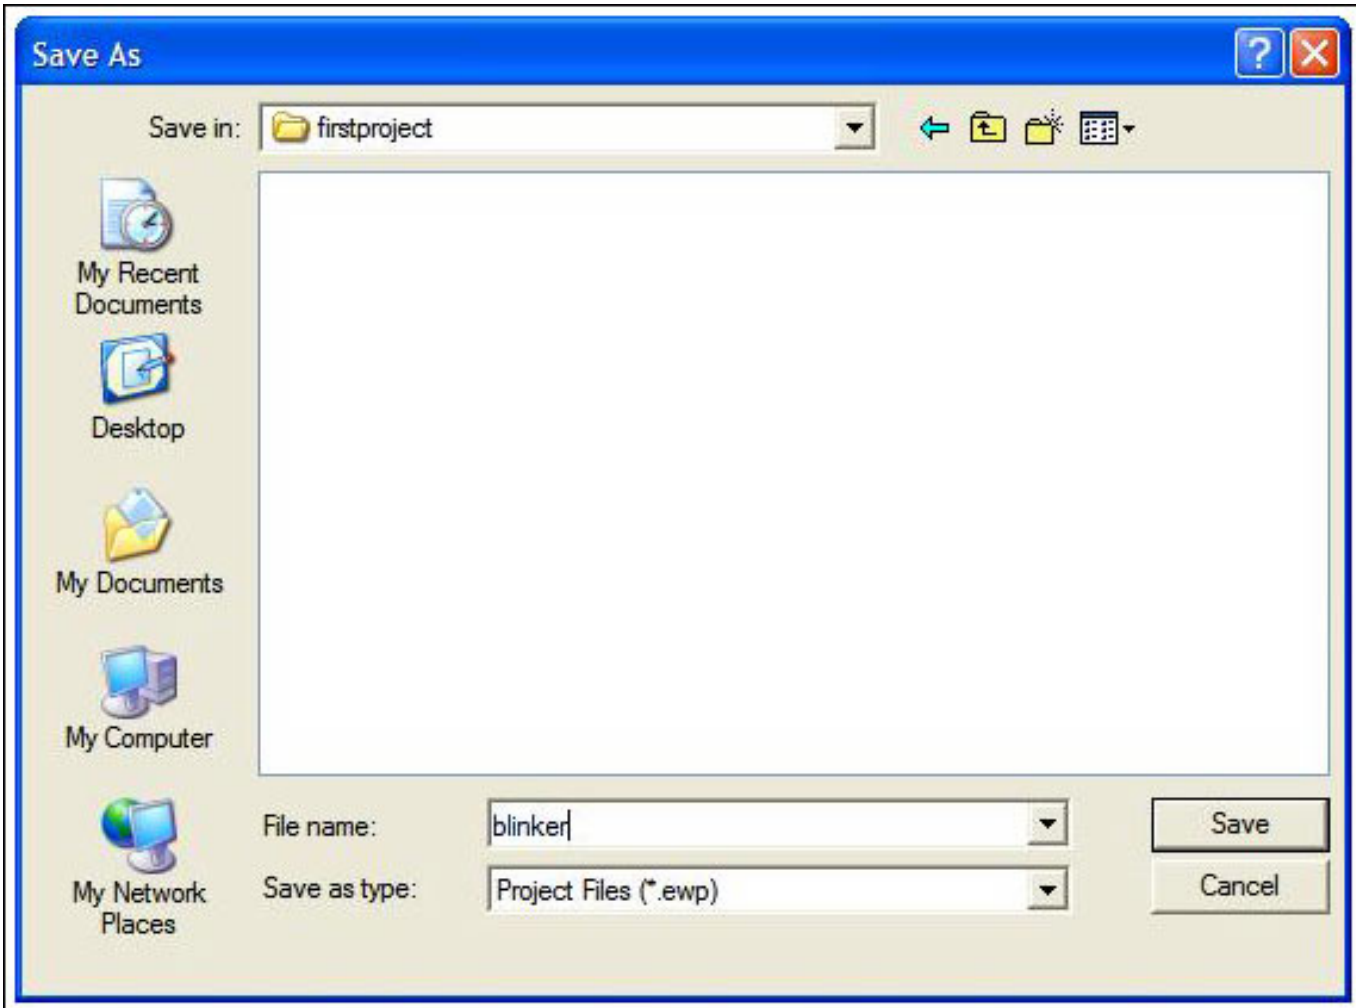 Save As
Save in:
firstproject
My Recent
Documents
Desktop
My Documents
My Computer
My Network
Places
File name:
blinker
Save
Save as type:
Project Files (*.ewp)
Cancel